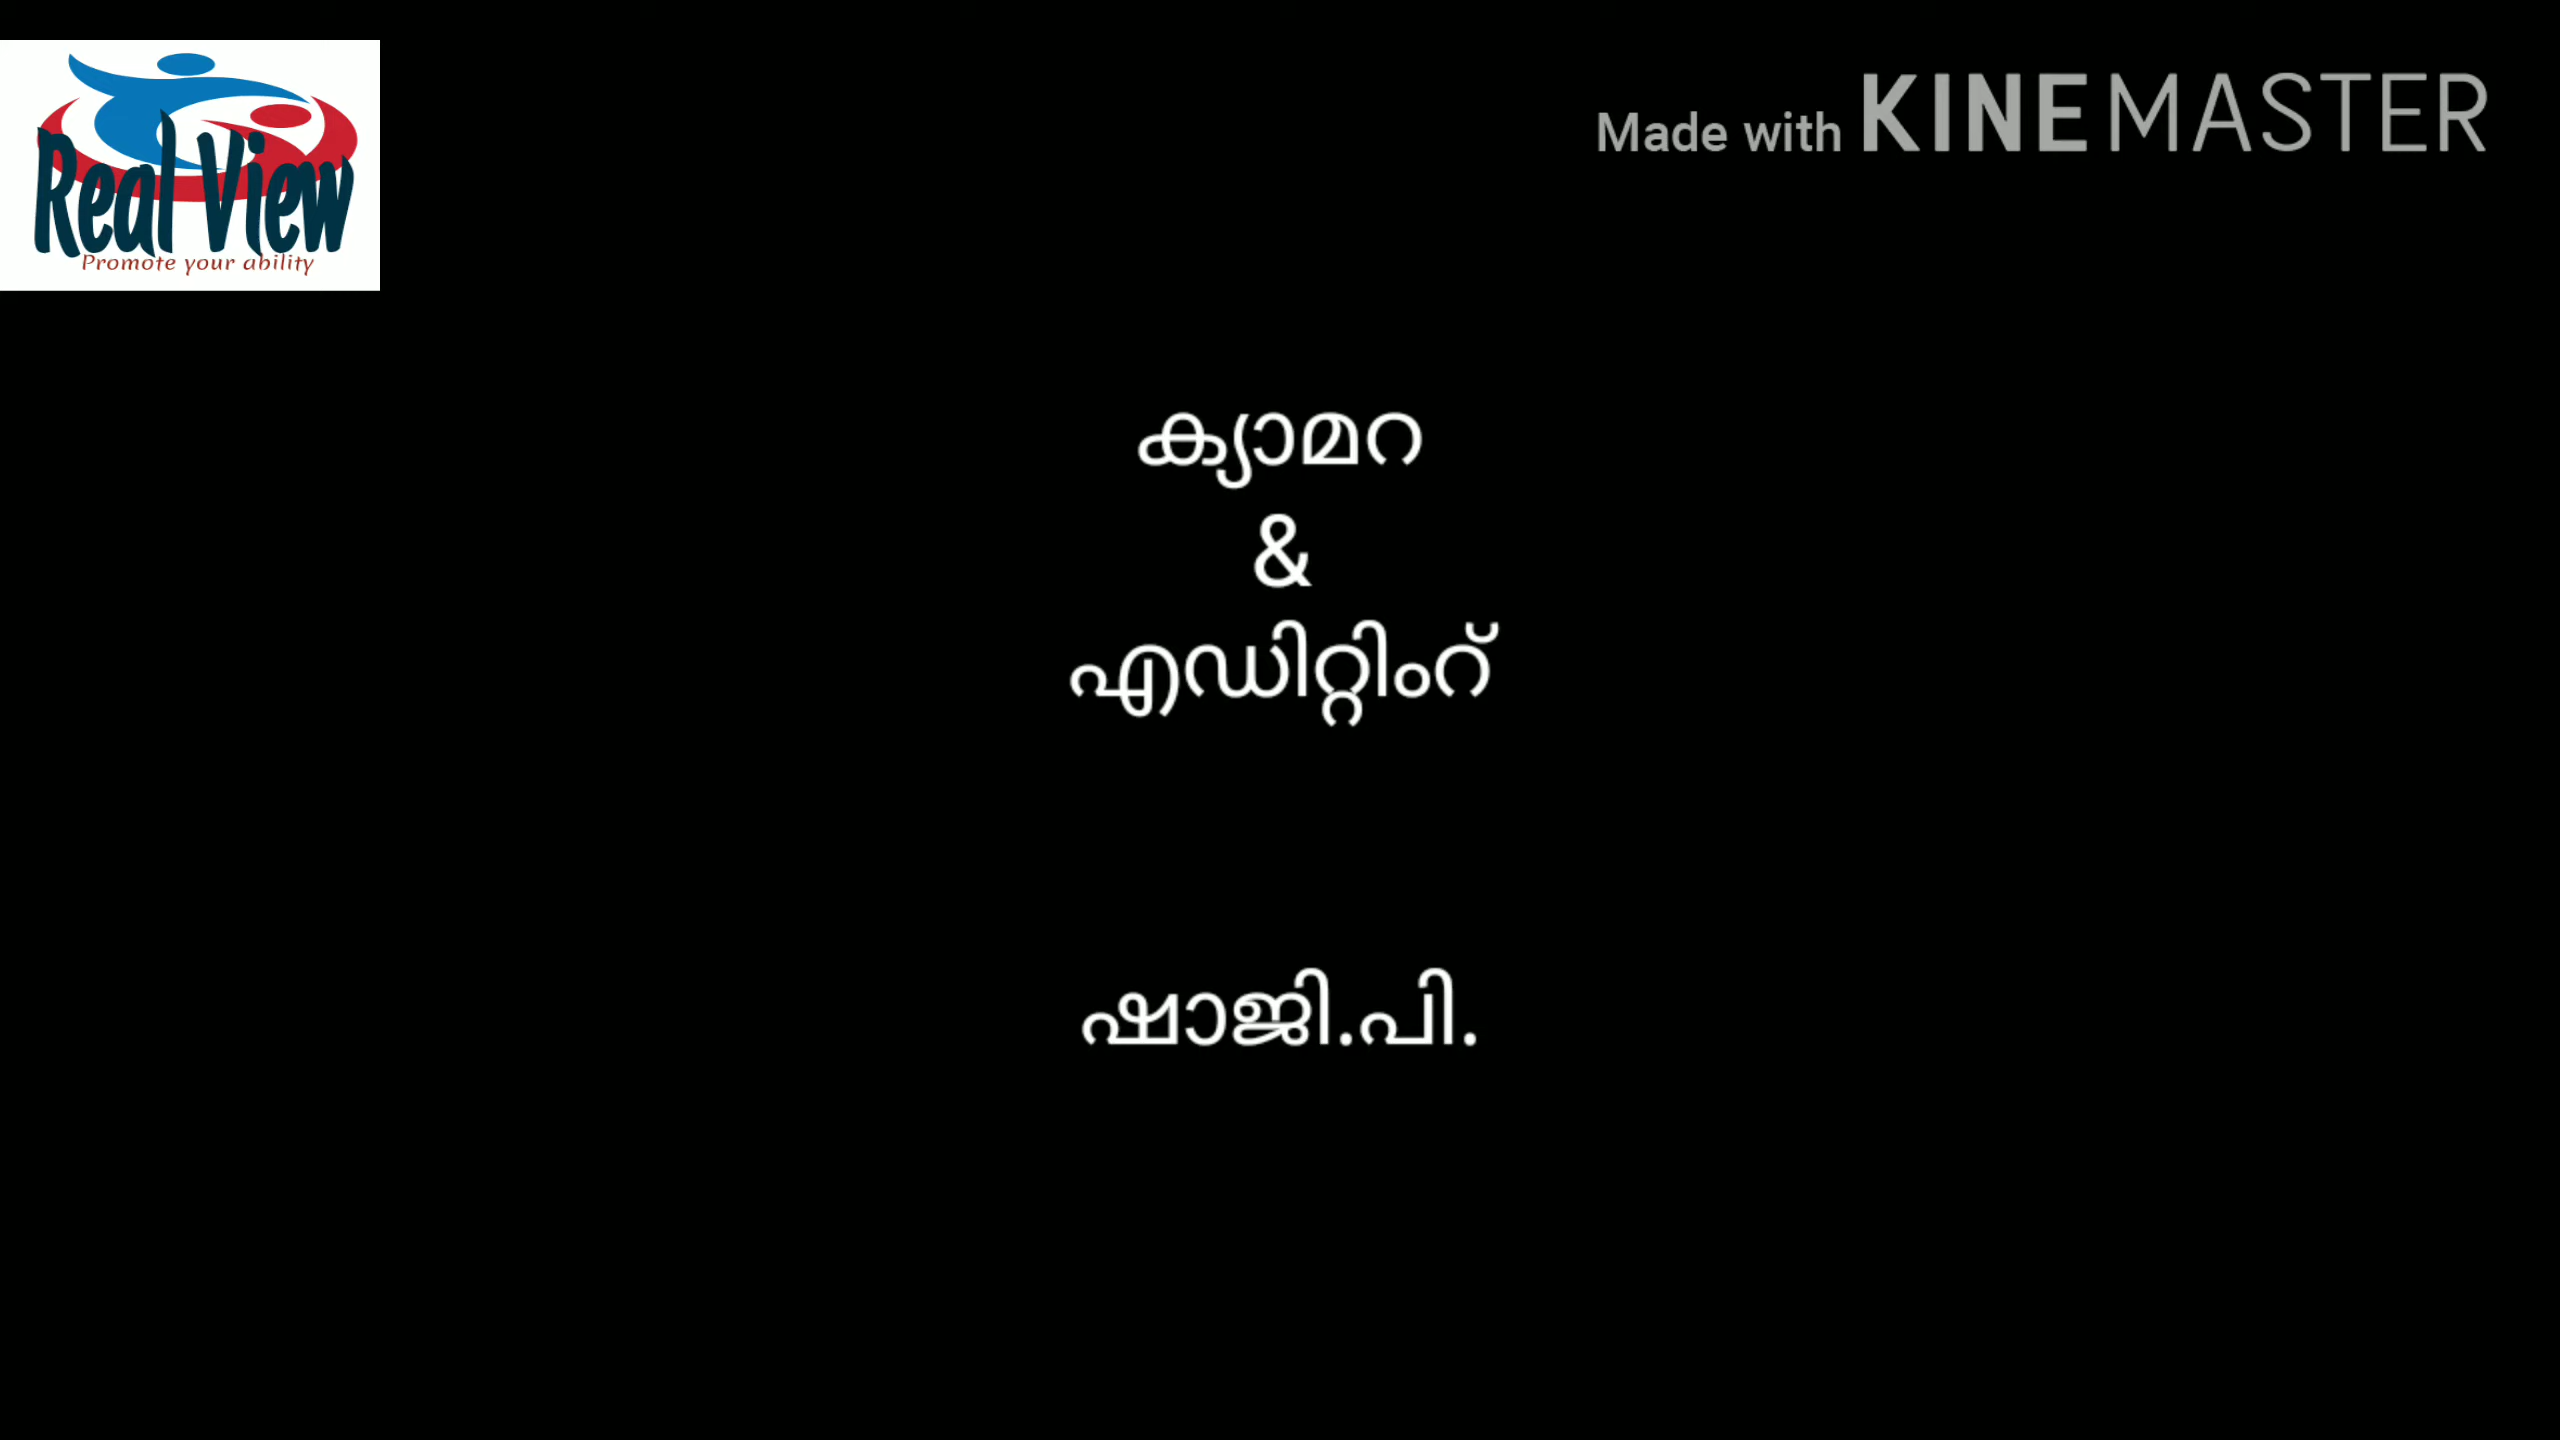 Real View
Promote your ability
Made with KINEMASTER
ക്യാമറ
&
എഡിറ്റിംറ്
ഷാജി.പി.